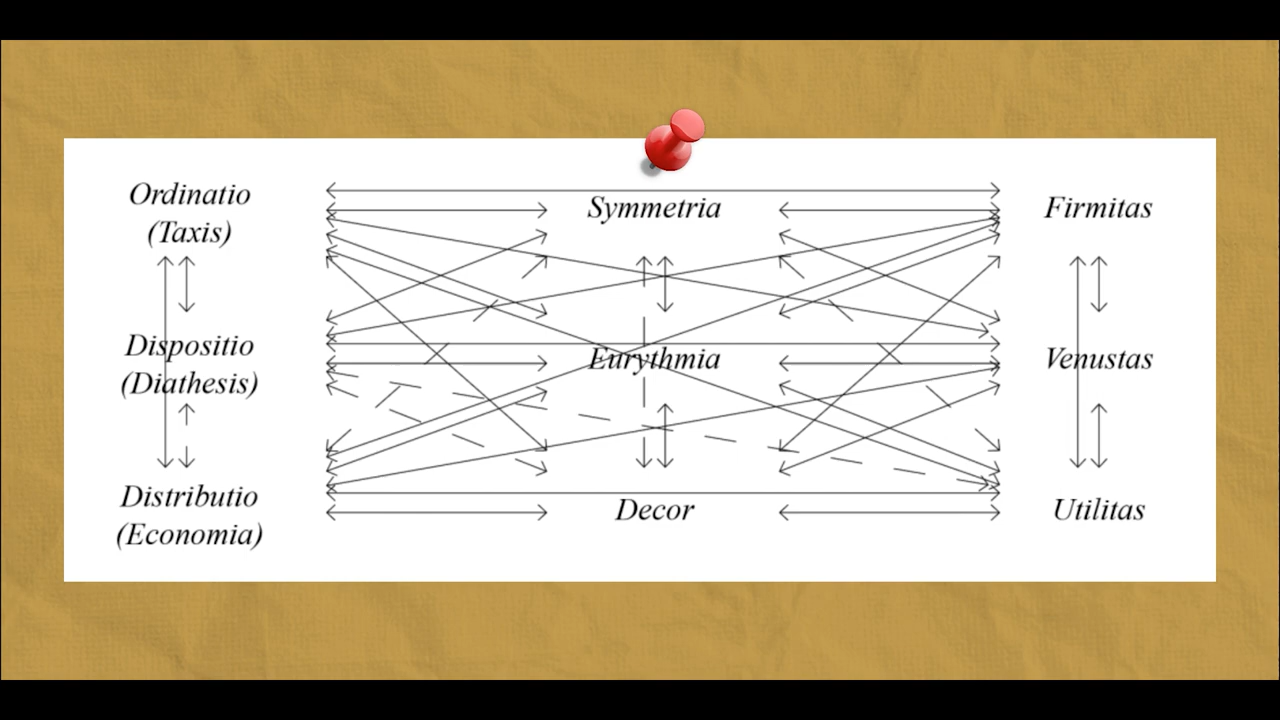 Ordinatio
(Taxis)
Symmetria
Firmitas
Dispositio
(Diathesis)
Eurythmia
Venustas
Distributio
(Economia)
Decor
Utilitas